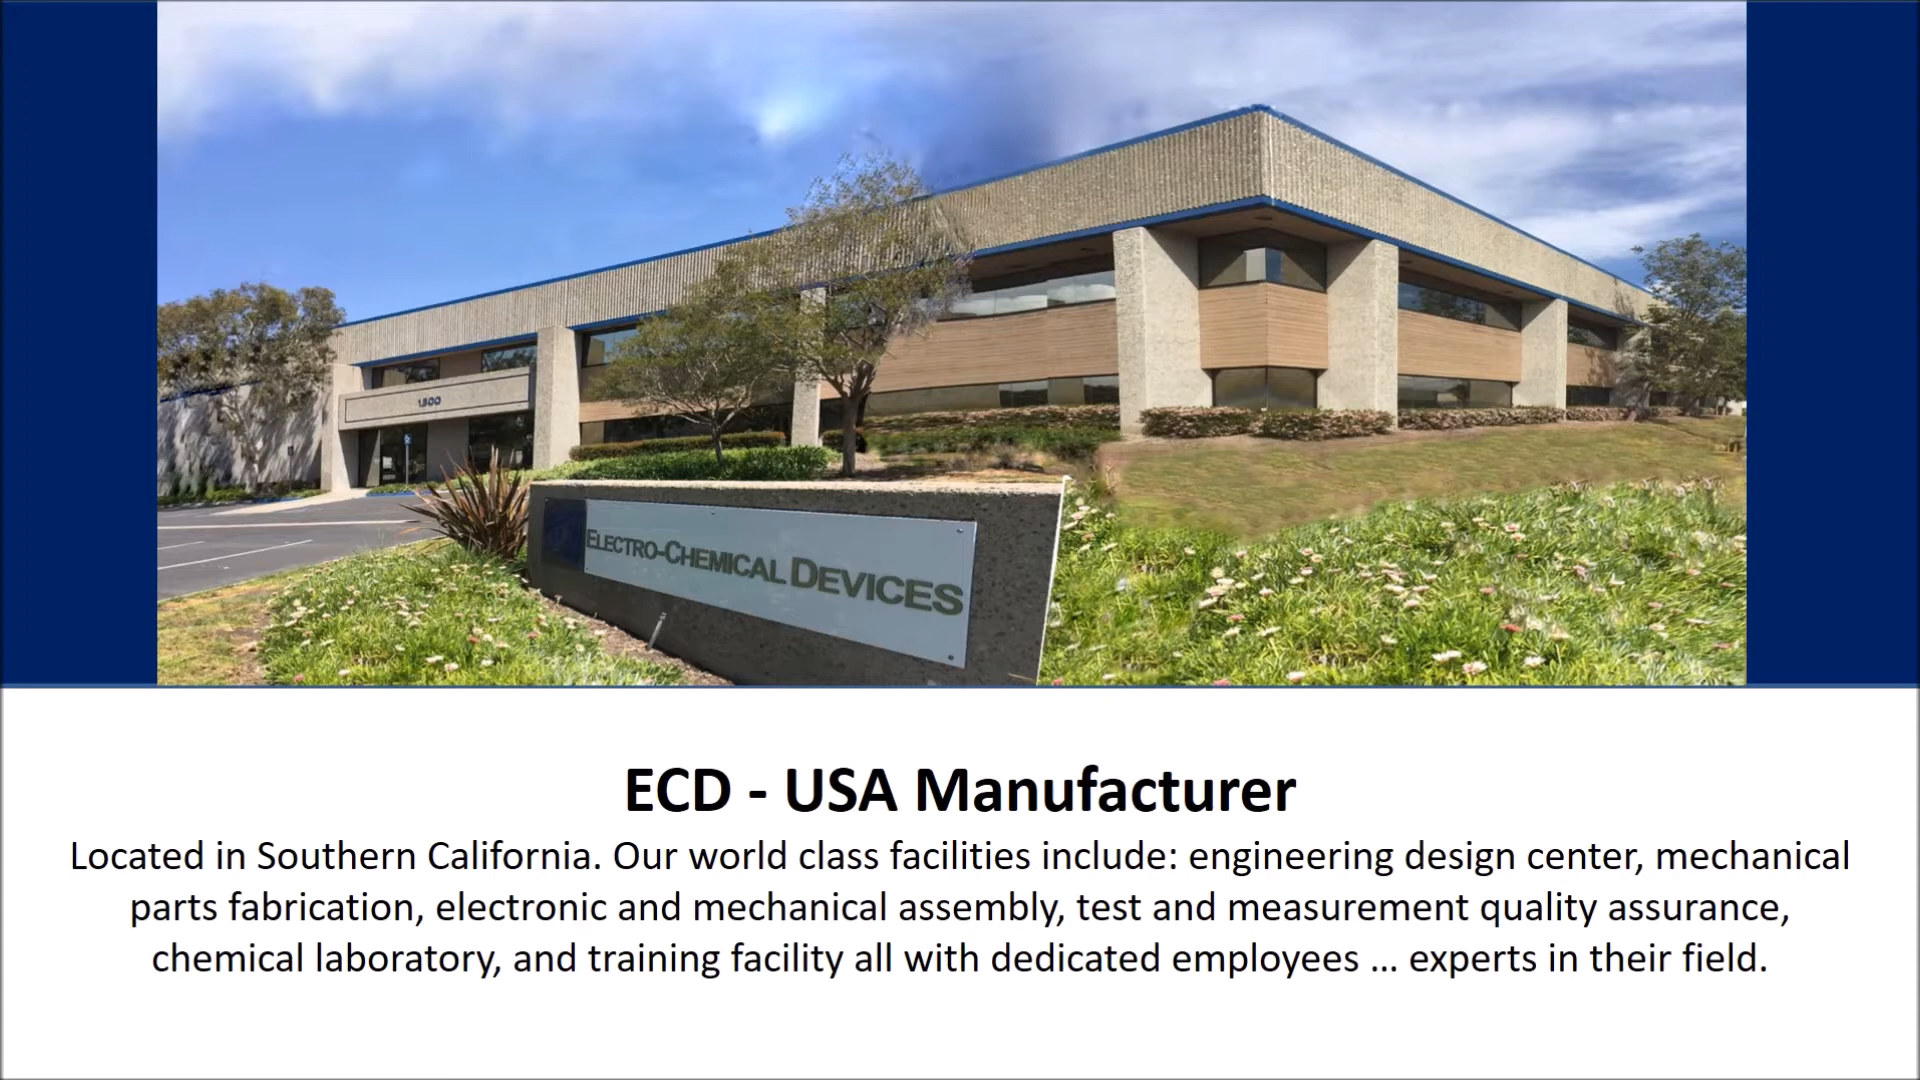 1500
ELECTRO-CHEMICAL DEVICES
ECD - USA Manufacturer
Located in Southern California. Our world class facilities include: engineering design center, mechanical
parts fabrication, electronic and mechanical assembly, test and measurement quality assurance,
chemical laboratory, and training facility all with dedicated employees ... experts in their field.